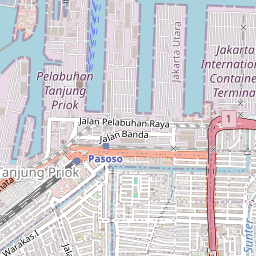 Jakarta Utara
Jakarta
Internation
Container
Termina
Pelabuhan
Tanjung
Priok
1
Jalan Pelabuhan Raya
Jalan Banda
Pasoso
Tanjung Priok
Warakas I
Sunter